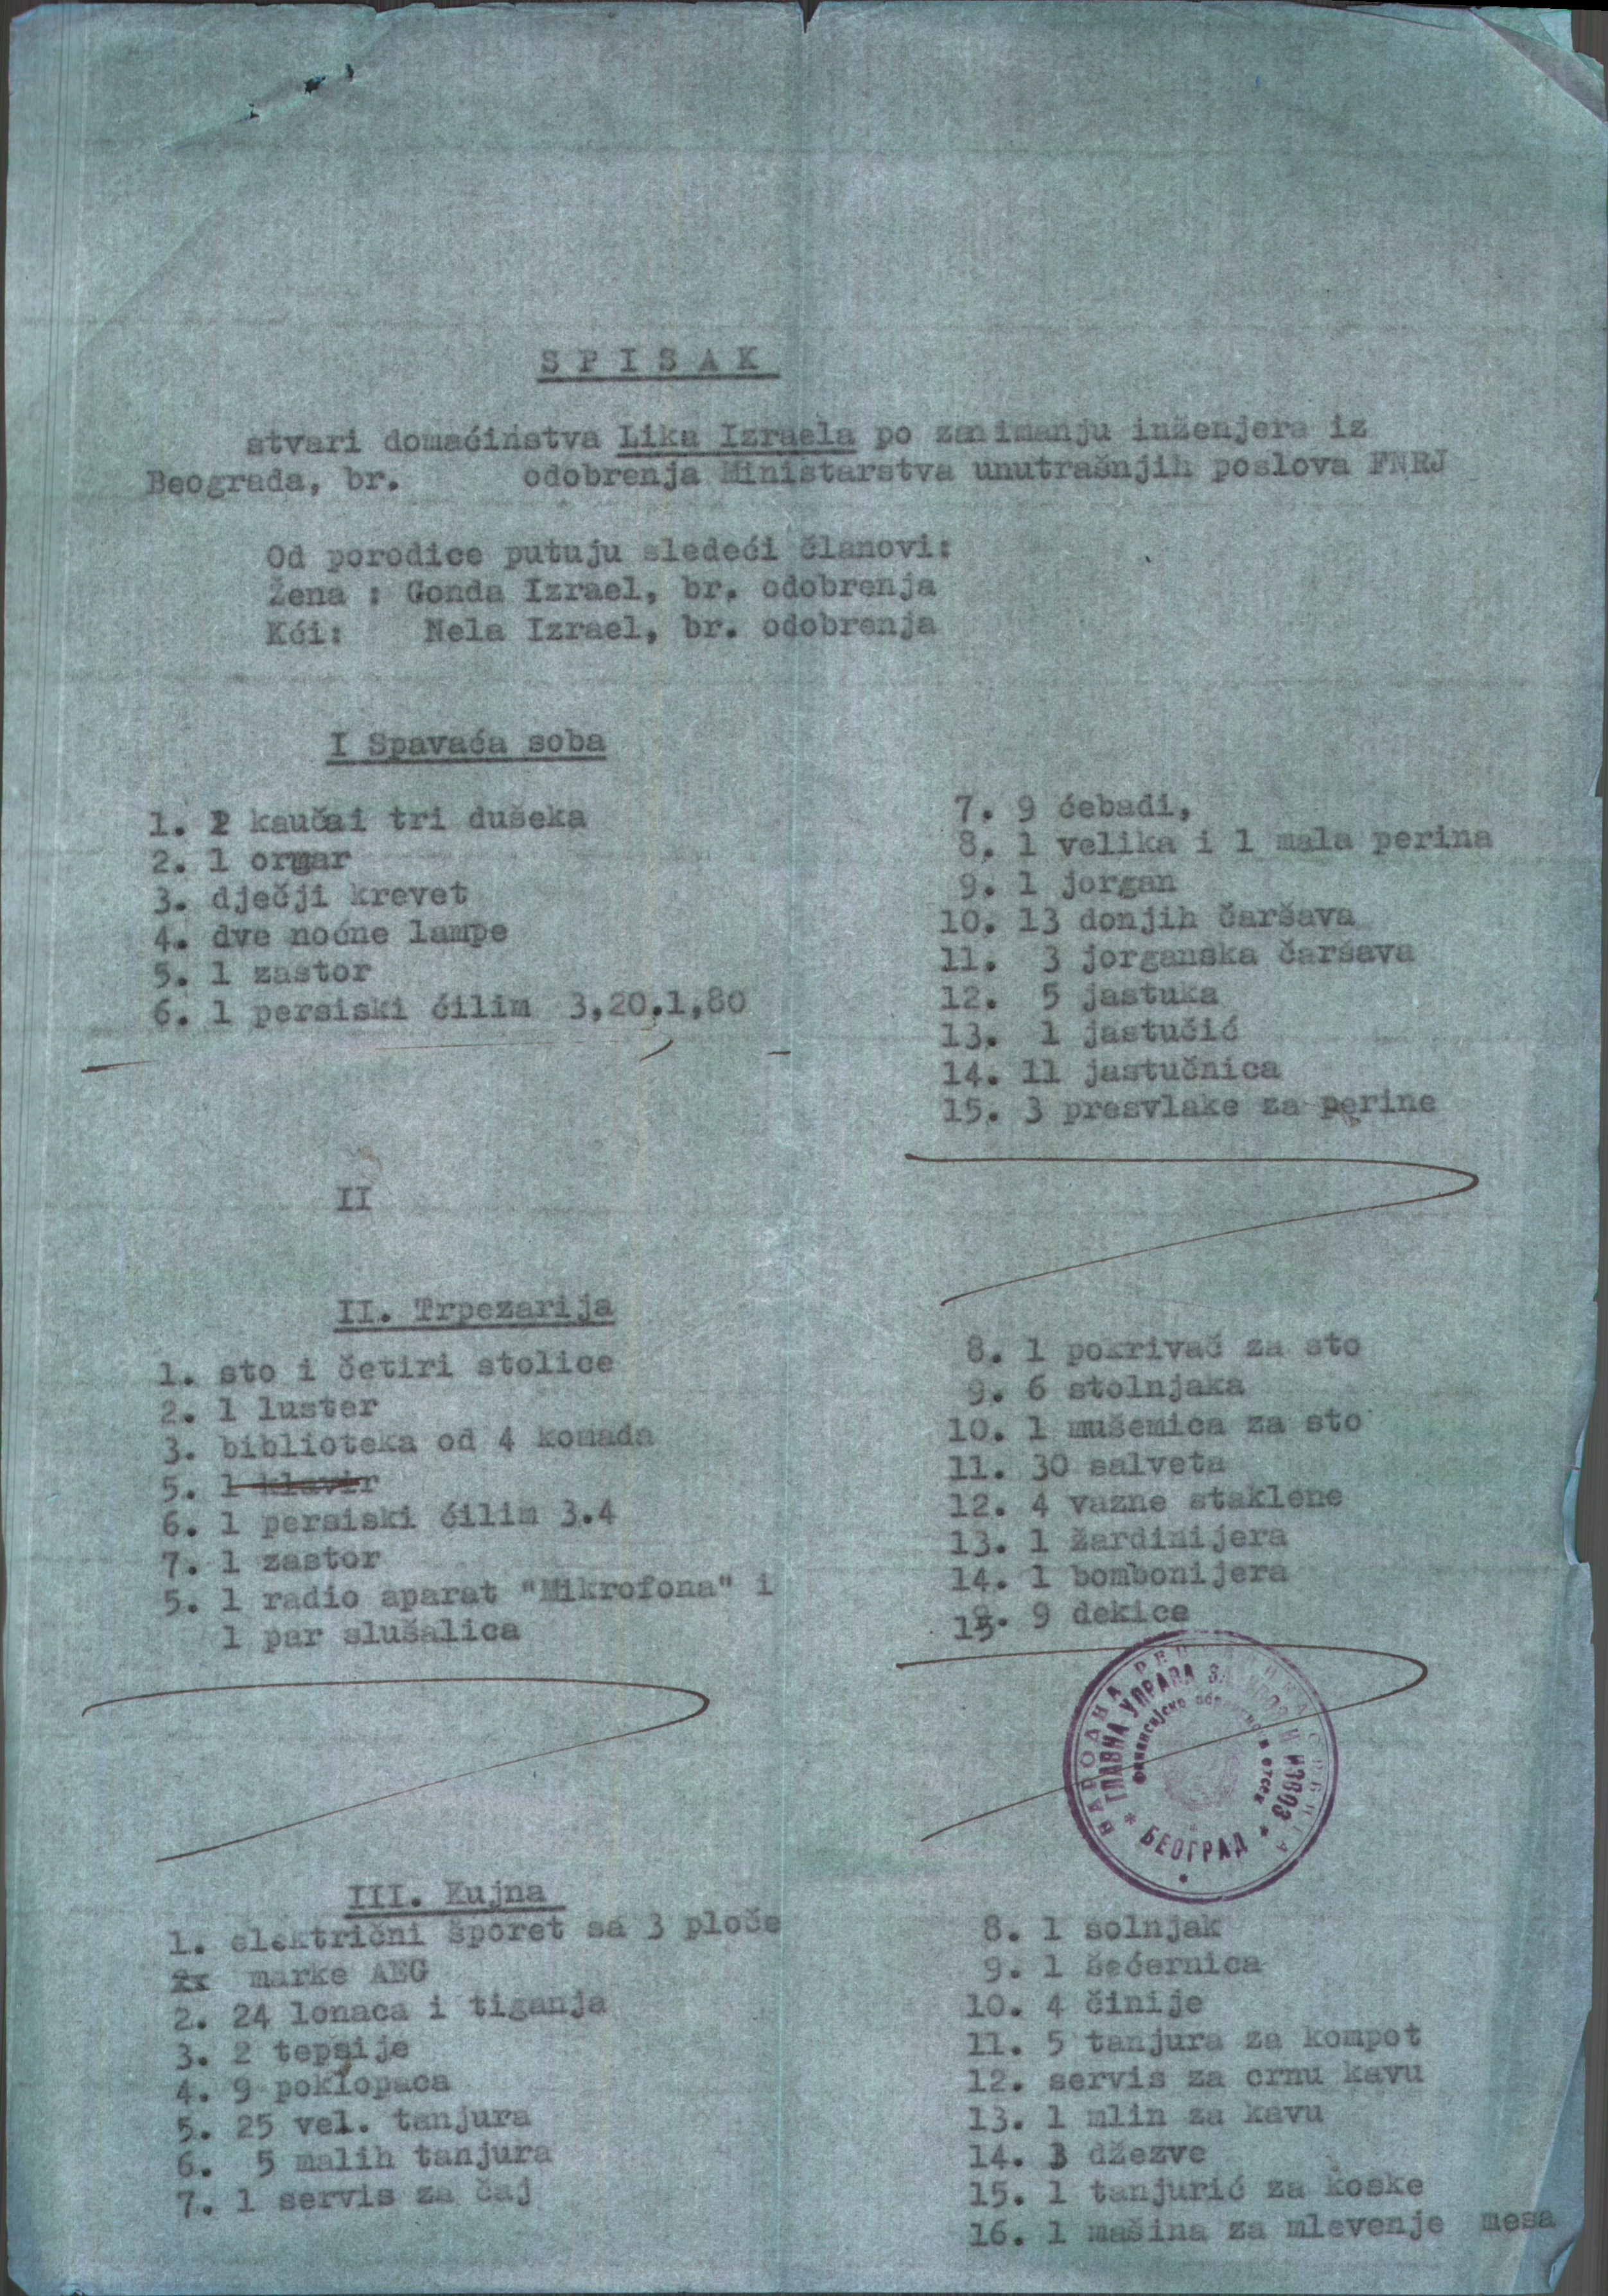 S P I S A K
stvari domaćinstva Lika Izraela po zanimanju inženjera iz
Beograda, br. odobrenja Ministarstva unutrašnjih poslova FNRJ
Od porodice putuju sledeći članovi:
Žena : Gonda Izrael, br. odobrenja
Kći: Nela Izrael, br. odobrenja
I Spavaća soba
1. 2 kauča i tri dušeka
2. 1 ormar
3. dječji krevet
4. dve noćne lampe
5. 1 zastor
6. 1 persiski ćilim 3,20.1,80
7. 9 ćebadi,
8. 1 velika i 1 mala perina
9. 1 jorgan
10. 13 donjih čaršava
11. 3 jorganska čaršava
12. 5 jastuka
13. 1 jastučić
14. 11 jastučnica
15. 3 presvlake za perine
II
II. Trpezarija
1. sto i četiri stolice
2. 1 luster
3. biblioteka od 4 komada
5. 1 klavir
6. 1 persiski ćilim 3.4
7. 1 zastor
5. 1 radio aparat "Mikrofona" i
1 par slušalica
8. 1 pokrivač za sto
9. 6 stolnjaka
10. 1 mušemica za sto
11. 30 salveta
12. 4 vazne staklene
13. 1 žardinijera
14. 1 bombonijera
15. 9 dekice
НАРОДНА РЕПУБЛИКА СРБИЈА
ГЛАВНА УПРАВА ЗА УВОЗ И ИЗВОЗ
Финансијско
отсек
БЕОГРАД
III. Kujna
1. električni šporet sa 3 ploče
2x marke AEG
2. 24 lonaca i tiganja
3. 2 tepsije
4. 9 poklopaca
5. 25 vel. tanjura
6. 5 malih tanjura
7. 1 servis za čaj
8. 1 solnjak
9. 1 šećernica
10. 4 činije
11. 5 tanjura za kompot
12. servis za crnu kavu
13. 1 mlin za kavu
14. 3 džezve
15. 1 tanjurić za koske
16. 1 mašina za mlevenje mesa